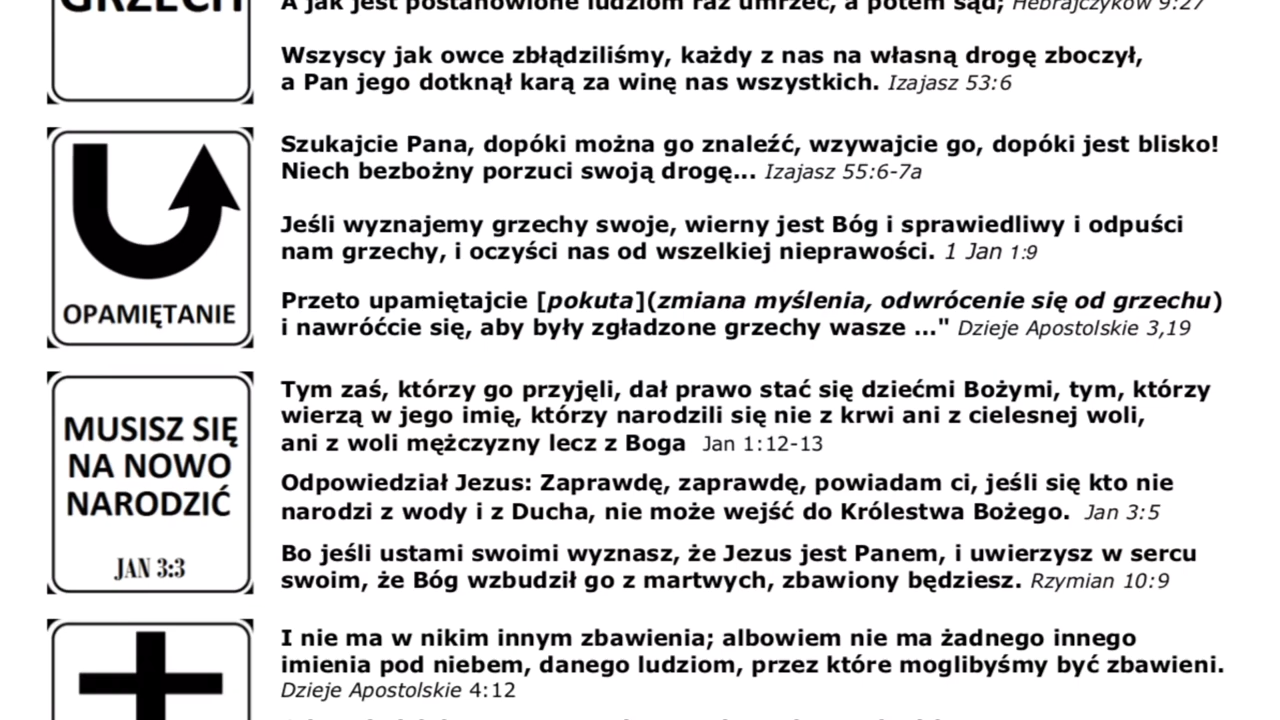 GRZECH
A jak jest postanowione ludziom raz umrzeć, a potem sąd; Hebrajczyków 9:27
Wszyscy jak owce zbłądziliśmy, każdy z nas na własną drogę zboczył,
a Pan jego dotknął karą za winę nas wszystkich. Izajasz 53:6
Szukajcie Pana, dopóki można go znaleźć, wzywajcie go, dopóki jest blisko!
Niech bezbożny porzuci swoją drogę... Izajasz 55:6-7a
Jeśli wyznajemy grzechy swoje, wierny jest Bóg i sprawiedliwy i odpuści
nam grzechy, i oczyści nas od wszelkiej nieprawości. 1 Jan 1:9
OPAMIĘTANIE
Przeto upamiętajcie [pokuta](zmiana myślenia, odwrócenie się od grzechu)
i nawróćcie się, aby były zgładzone grzechy wasze ..." Dzieje Apostolskie 3,19
MUSISZ SIĘ
NA NOWO
NARODZIĆ
JAN 3:3
Tym zaś, którzy go przyjęli, dał prawo stać się dziećmi Bożymi, tym, którzy
wierzą w jego imię, którzy narodzili się nie z krwi ani z cielesnej woli,
ani z woli mężczyzny lecz z Boga Jan 1:12-13
Odpowiedział Jezus: Zaprawdę, zaprawdę, powiadam ci, jeśli się kto nie
narodzi z wody i z Ducha, nie może wejść do Królestwa Bożego. Jan 3:5
Bo jeśli ustami swoimi wyznasz, że Jezus jest Panem, i uwierzysz w sercu
swoim, że Bóg wzbudził go z martwych, zbawiony będziesz. Rzymian 10:9
I nie ma w nikim innym zbawienia; albowiem nie ma żadnego innego
imienia pod niebem, danego ludziom, przez które moglibyśmy być zbawieni.
Dzieje Apostolskie 4:12